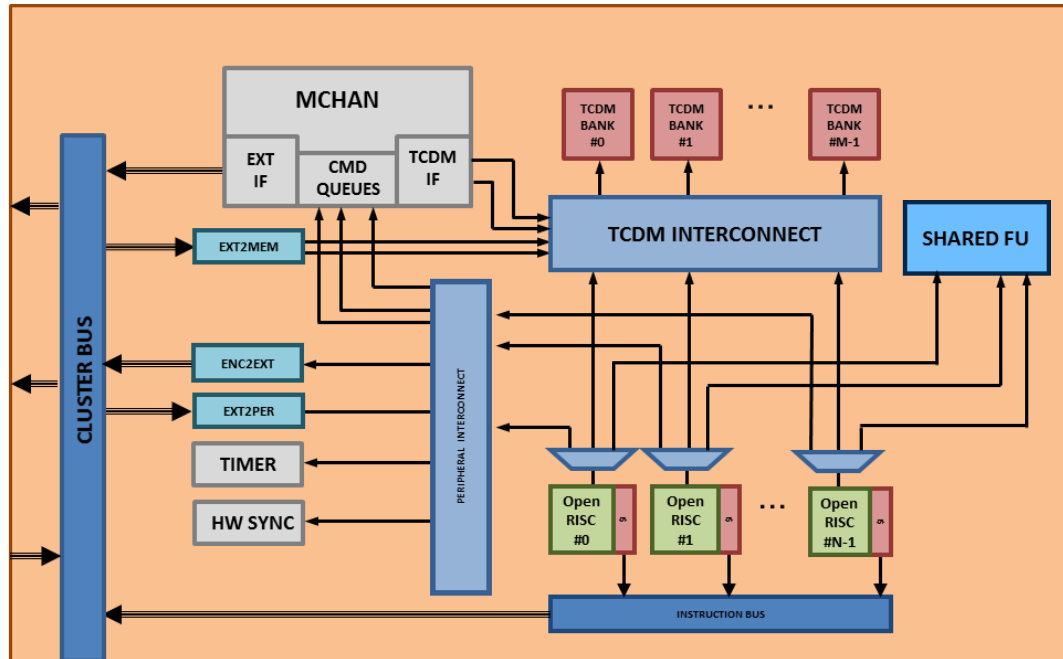 MCHAN
EXT
IF
CMD
QUEUES
TCDM
IF
TCDM
BANK
#0
TCDM
BANK
#1
...
TCDM
BANK
#M-1
TCDM INTERCONNECT
SHARED FU
EXT2MEM
CLUSTER BUS
PERIPHERAL INTERCONNECT
ENC2EXT
EXT2PER
TIMER
HW SYNC
Open
RISC
#0
Open
RISC
#1
...
Open
RISC
#N-1
INSTRUCTION BUS